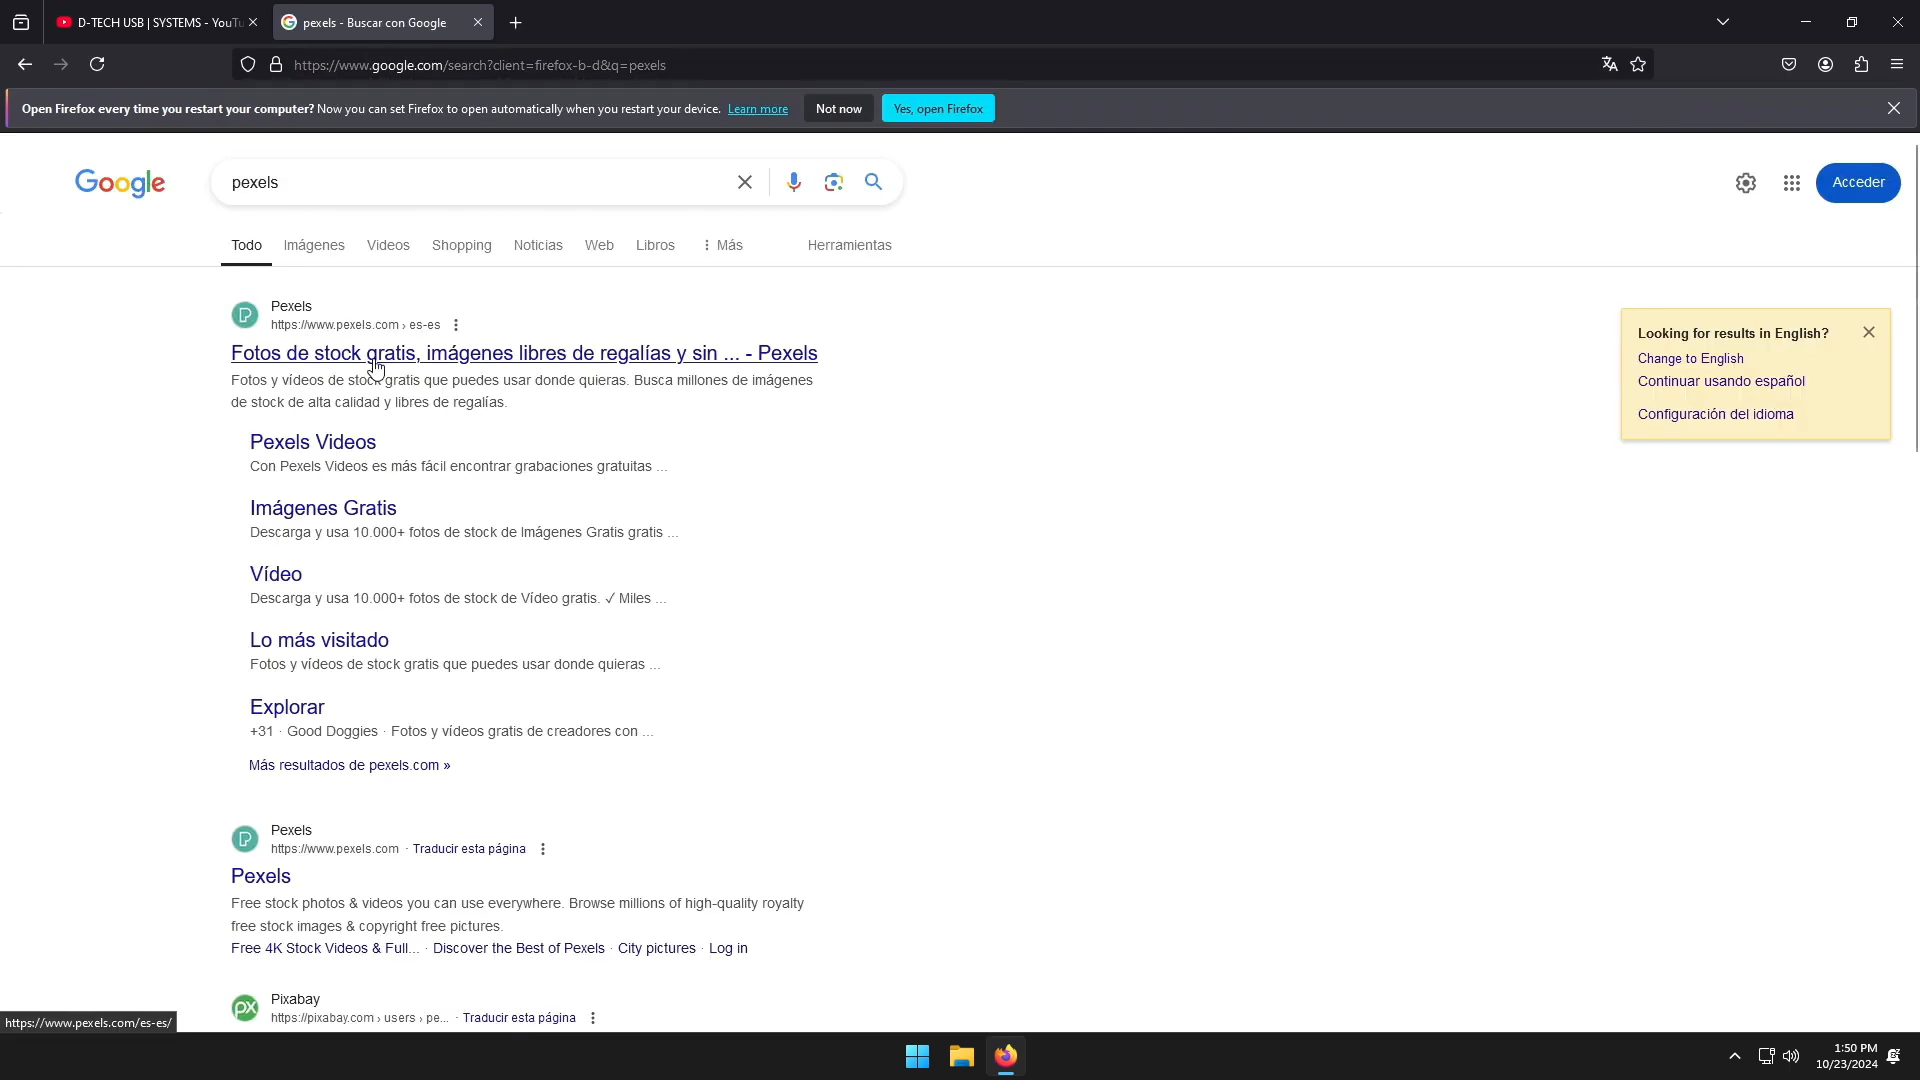 D-TECH USB | SYSTEMS - YouTu
pexels - Buscar con Google
https://www.google.com/search?client=firefox-b-d&q=pexels
Open Firefox every time you restart your computer? Now you can set Firefox to open automatically when you restart your device. Learn more
Not now
Yes, open Firefox
Google
pexels
Acceder
Todo
Imágenes
Videos
Shopping
Noticias
Web
Libros
Más
Herramientas
Pexels
https://www.pexels.com › es-es
Fotos de stock gratis, imágenes libres de regalías y sin ... - Pexels
Fotos y vídeos de stock gratis que puedes usar donde quieras. Busca millones de imágenes
de stock de alta calidad y libres de regalías.
Pexels Videos
Con Pexels Videos es más fácil encontrar grabaciones gratuitas ...
Imágenes Gratis
Descarga y usa 10.000+ fotos de stock de Imágenes Gratis gratis ...
Vídeo
Descarga y usa 10.000+ fotos de stock de Vídeo gratis. ✓ Miles ...
Lo más visitado
Fotos y vídeos de stock gratis que puedes usar donde quieras ...
Explorar
+31 · Good Doggies · Fotos y vídeos gratis de creadores con ...
Más resultados de pexels.com »
Looking for results in English?
Change to English
Continuar usando español
Configuración del idioma
Pexels
https://www.pexels.com · Traducir esta página
Pexels
Free stock photos & videos you can use everywhere. Browse millions of high-quality royalty
free stock images & copyright free pictures.
Free 4K Stock Videos & Full... · Discover the Best of Pexels · City pictures · Log in
Pixabay
https://pixabay.com › users › pe... · Traducir esta página
https://www.pexels.com/es-es/
1:50 PM
10/23/2024